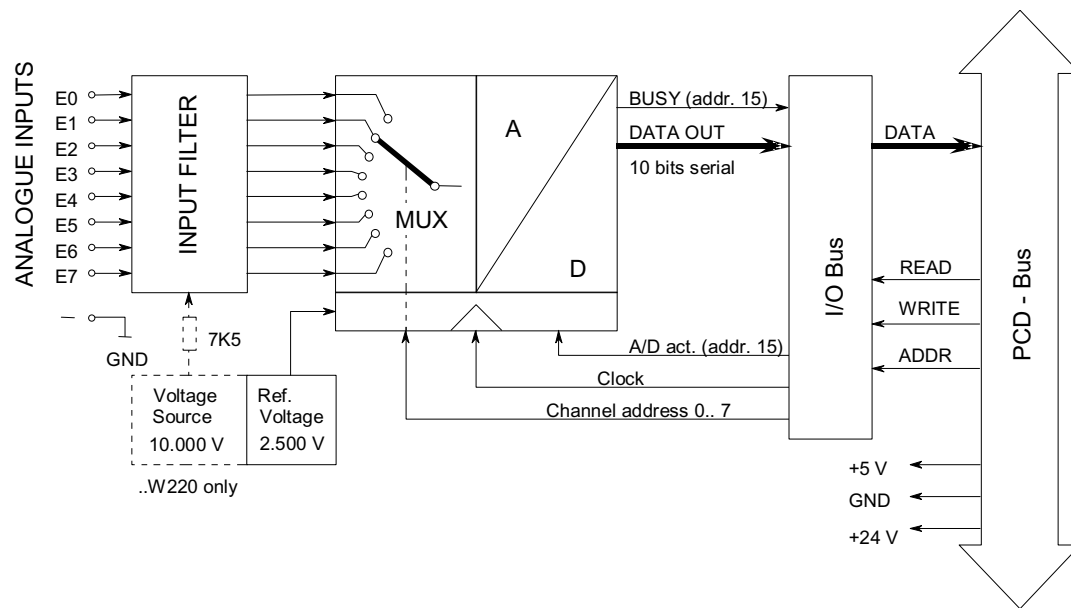 ANALOGUE INPUTS
E0
E1
E2
E3
E4
E5
E6
E7
GND
INPUT FILTER
7K5
Voltage
Source
10.000 V
Ref.
Voltage
2.500 V
..W220 only
MUX
A
D
BUSY (addr. 15)
DATA OUT
10 bits serial
A/D act. (addr. 15)
Clock
Channel address 0.. 7
I/O Bus
DATA
READ
WRITE
ADDR
+5 V
GND
+24 V
PCD - Bus